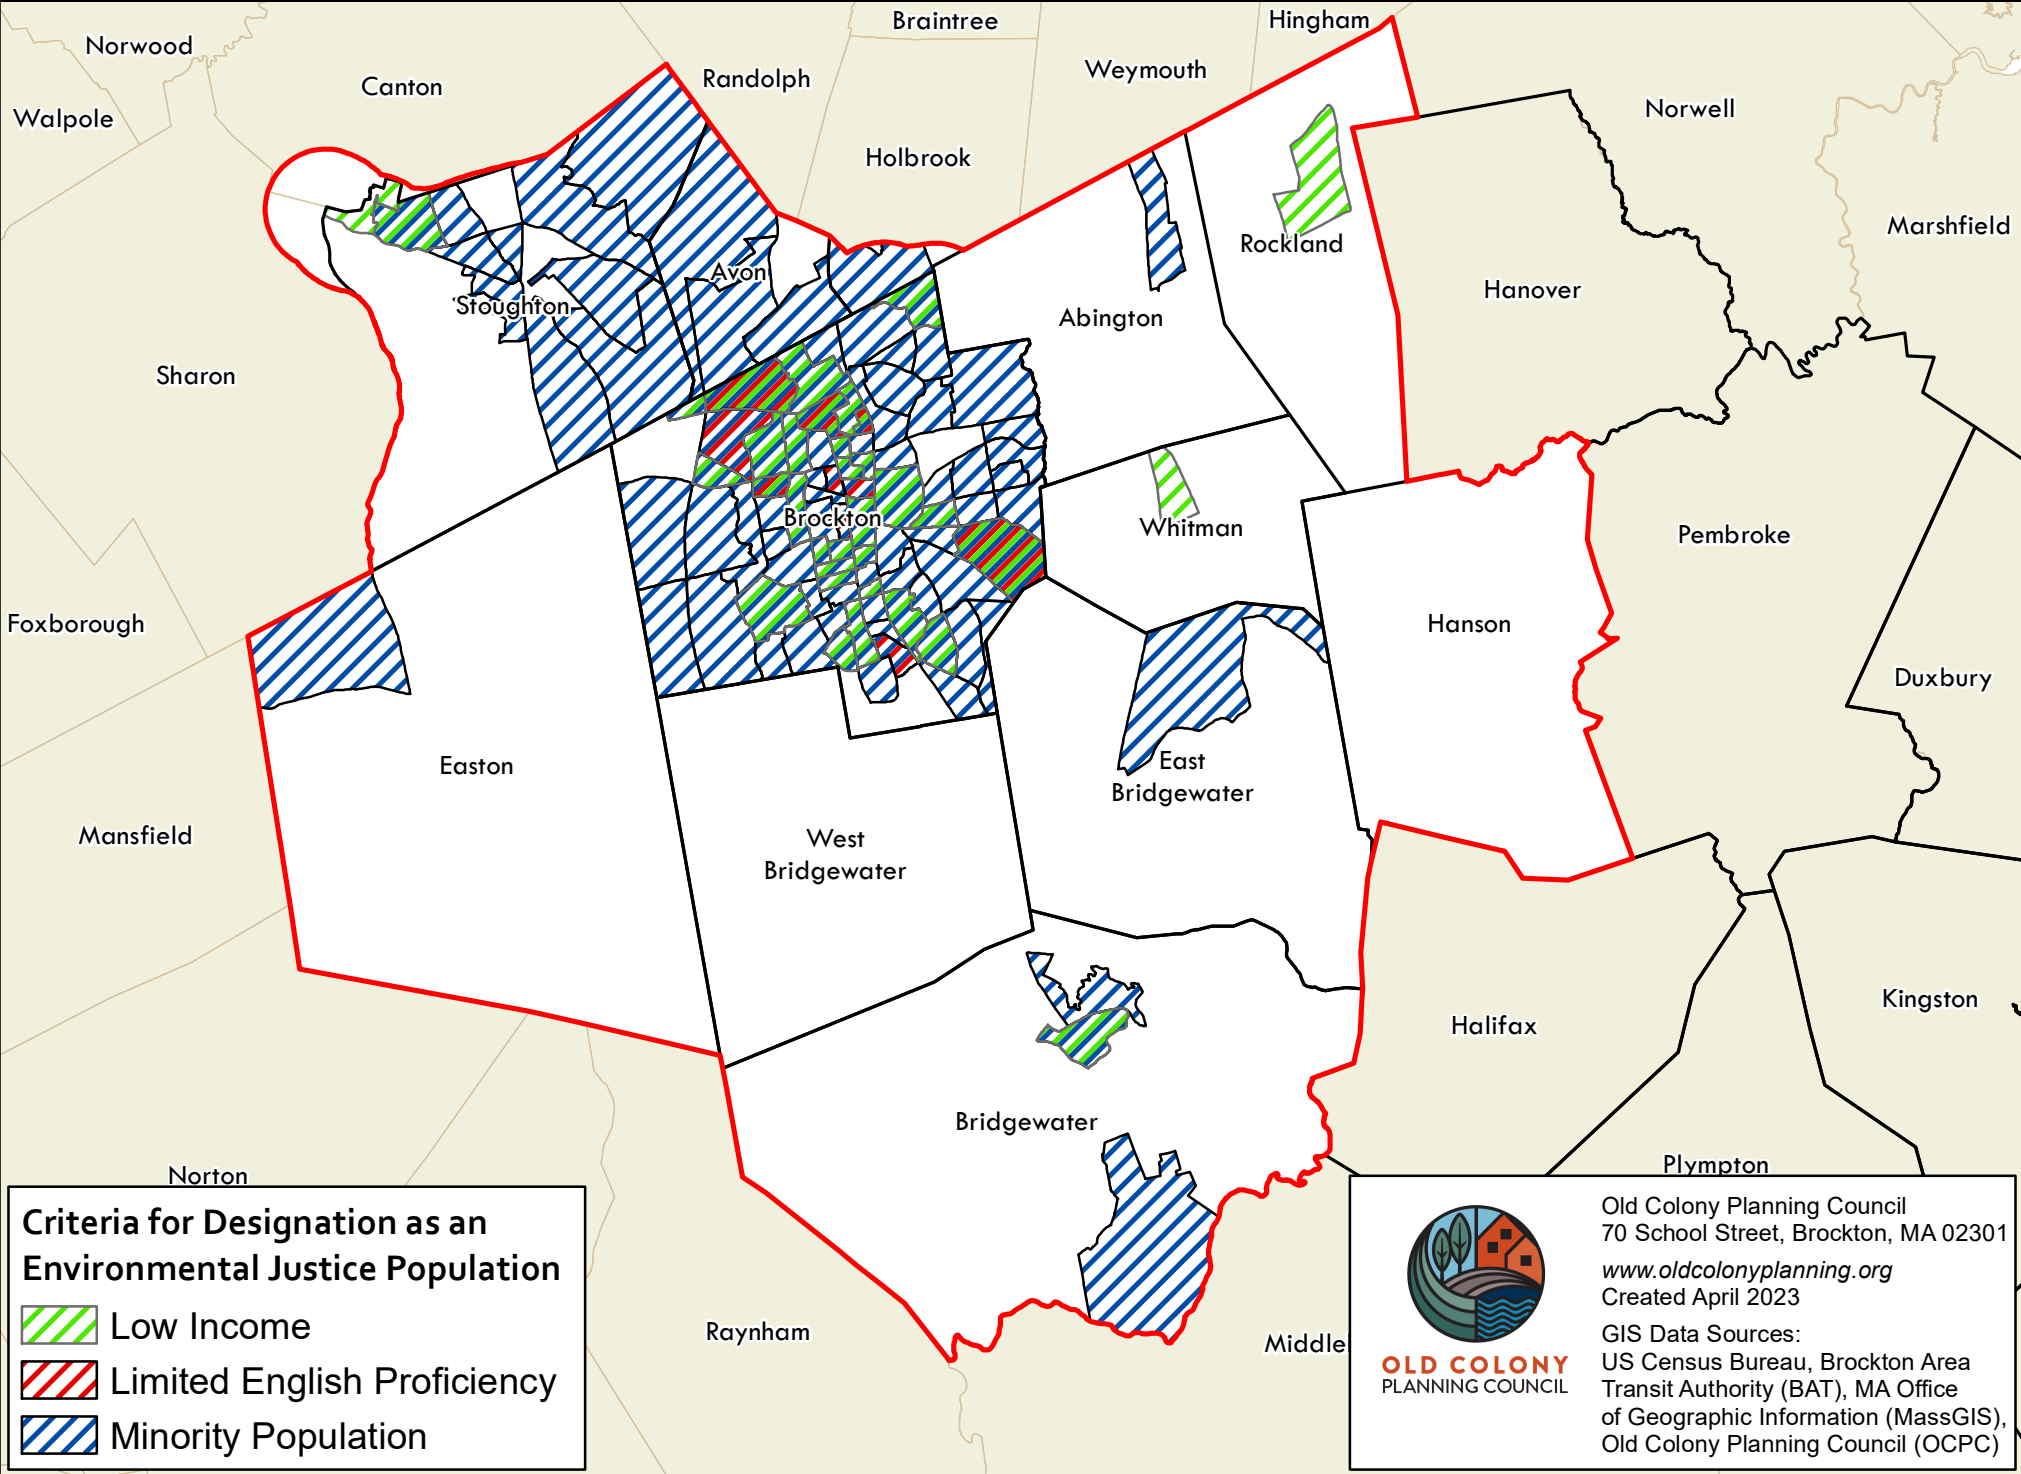 Braintree
Hingham
Norwood
Canton
Randolph
Weymouth
Walpole
Norwell
Holbrook
Marshfield
Rockland
Avon
Hanover
Stoughton
Abington
Sharon
Brockton
Whitman
Pembroke
Foxborough
Hanson
Duxbury
Easton
East
Bridgewater
Mansfield
West
Bridgewater
Kingston
Halifax
Bridgewater
Plympton
Norton
Raynham
Criteria for Designation as an
Environmental Justice Population
Low Income
Limited English Proficiency
Minority Population
OLD COLONY
PLANNING COUNCIL
Old Colony Planning Council
70 School Street, Brockton, MA 02301
www.oldcolonyplanning.org
Created April 2023
GIS Data Sources:
US Census Bureau, Brockton Area
Transit Authority (BAT), MA Office
of Geographic Information (MassGIS),
Old Colony Planning Council (OCPC)